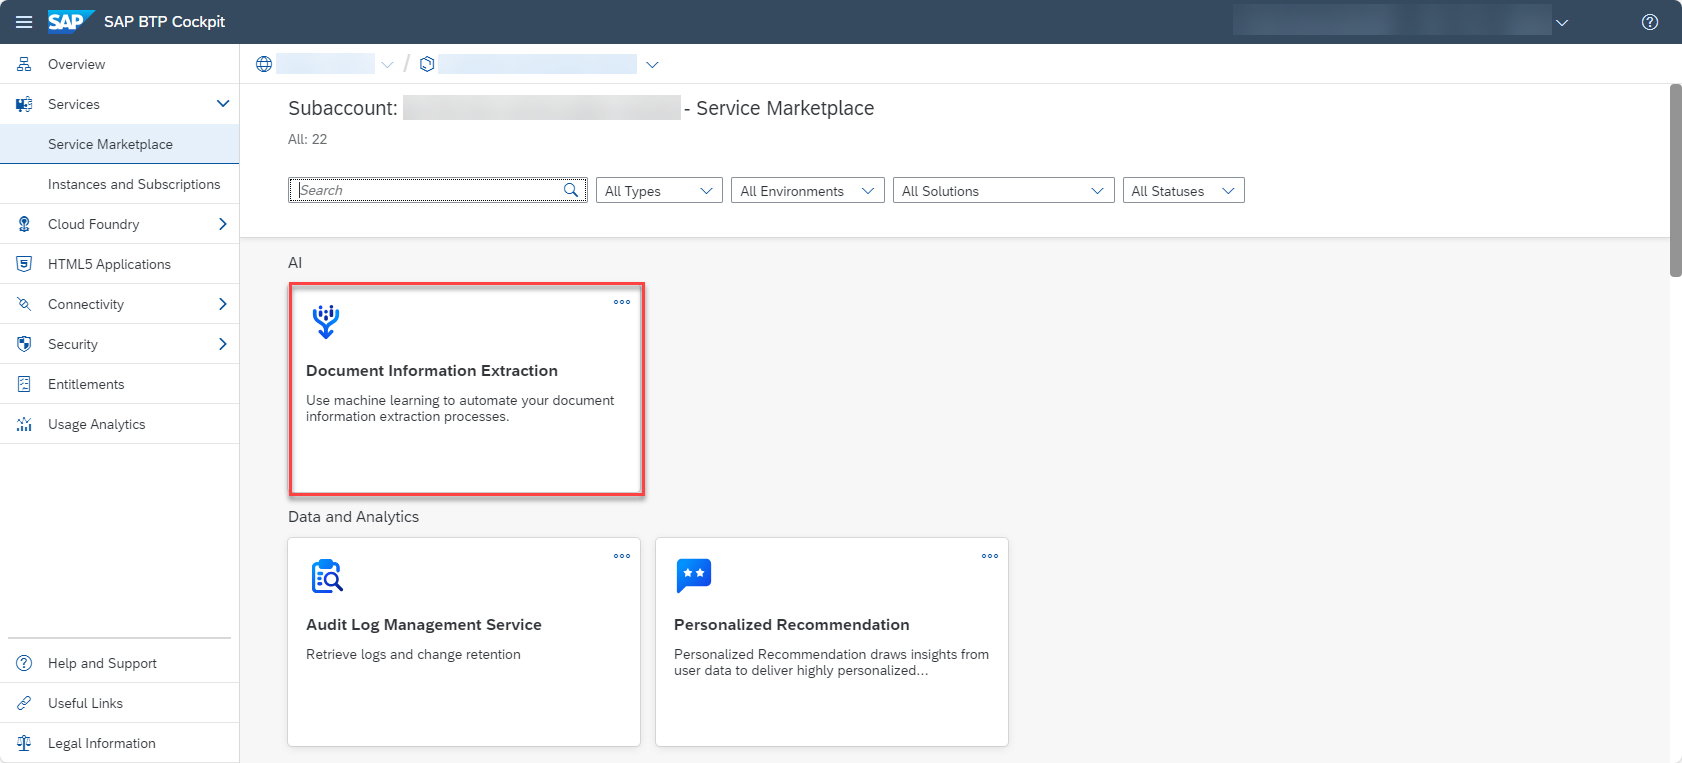 SAP SAP BTP Cockpit
Overview
Services
Service Marketplace
Instances and Subscriptions
Cloud Foundry
HTML5 Applications
Connectivity
Security
Entitlements
Usage Analytics
Help and Support
Useful Links
Legal Information
/
Subaccount: - Service Marketplace
All: 22
Search
All Types
All Environments
All Solutions
All Statuses
AI
Document Information Extraction
Use machine learning to automate your document
information extraction processes.
Data and Analytics
Audit Log Management Service
Retrieve logs and change retention
Personalized Recommendation
Personalized Recommendation draws insights from
user data to deliver highly personalized...